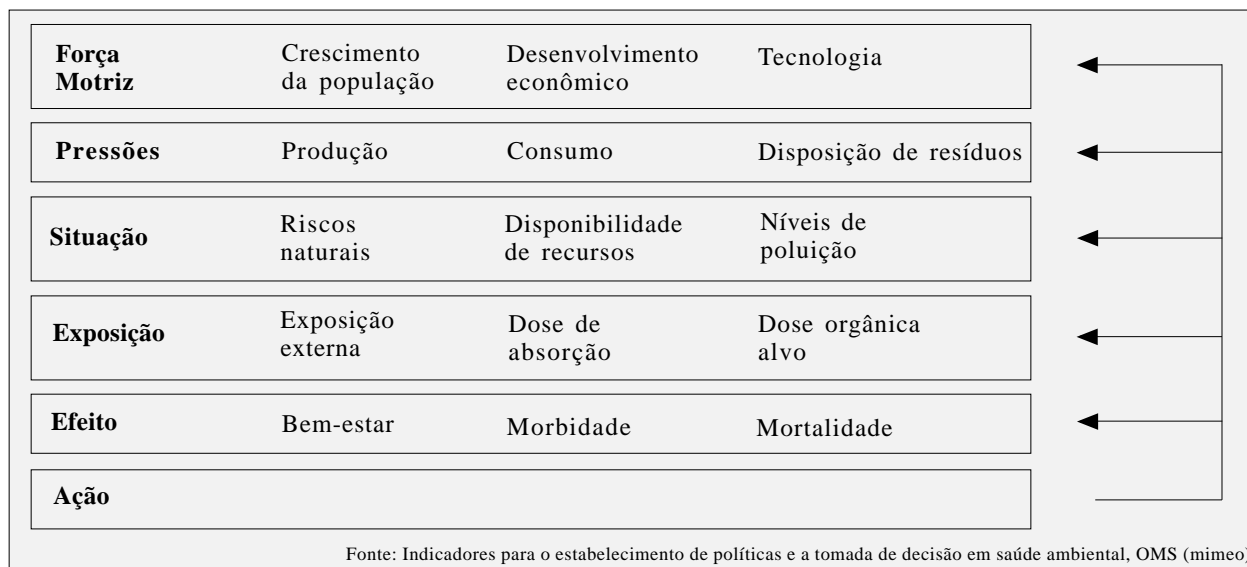 Força Motriz
Crescimento da população
Desenvolvimento econômico
Tecnologia
Pressões
Produção
Consumo
Disposição de resíduos
Situação
Riscos naturais
Disponibilidade de recursos
Níveis de poluição
Exposição
Exposição externa
Dose de absorção
Dose orgânica alvo
Efeito
Bem-estar
Morbidade
Mortalidade
Ação
Fonte: Indicadores para o estabelecimento de políticas e a tomada de decisão em saúde ambiental, OMS (mimeo)